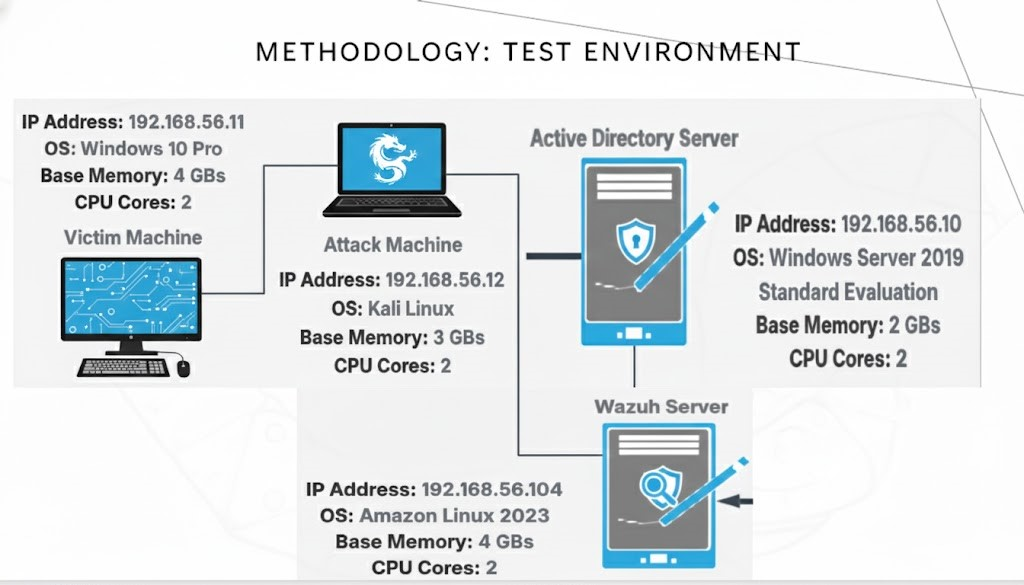 METHODOLOGY: TEST ENVIRONMENT
IP Address: 192.168.56.11
OS: Windows 10 Pro
Base Memory: 4 GBs
CPU Cores: 2
Victim Machine
Attack Machine
IP Address: 192.168.56.12
OS: Kali Linux
Base Memory: 3 GBs
CPU Cores: 2
Active Directory Server
IP Address: 192.168.56.10
OS: Windows Server 2019
Standard Evaluation
Base Memory: 2 GBs
CPU Cores: 2
Wazuh Server
IP Address: 192.168.56.104
OS: Amazon Linux 2023
Base Memory: 4 GBs
CPU Cores: 2